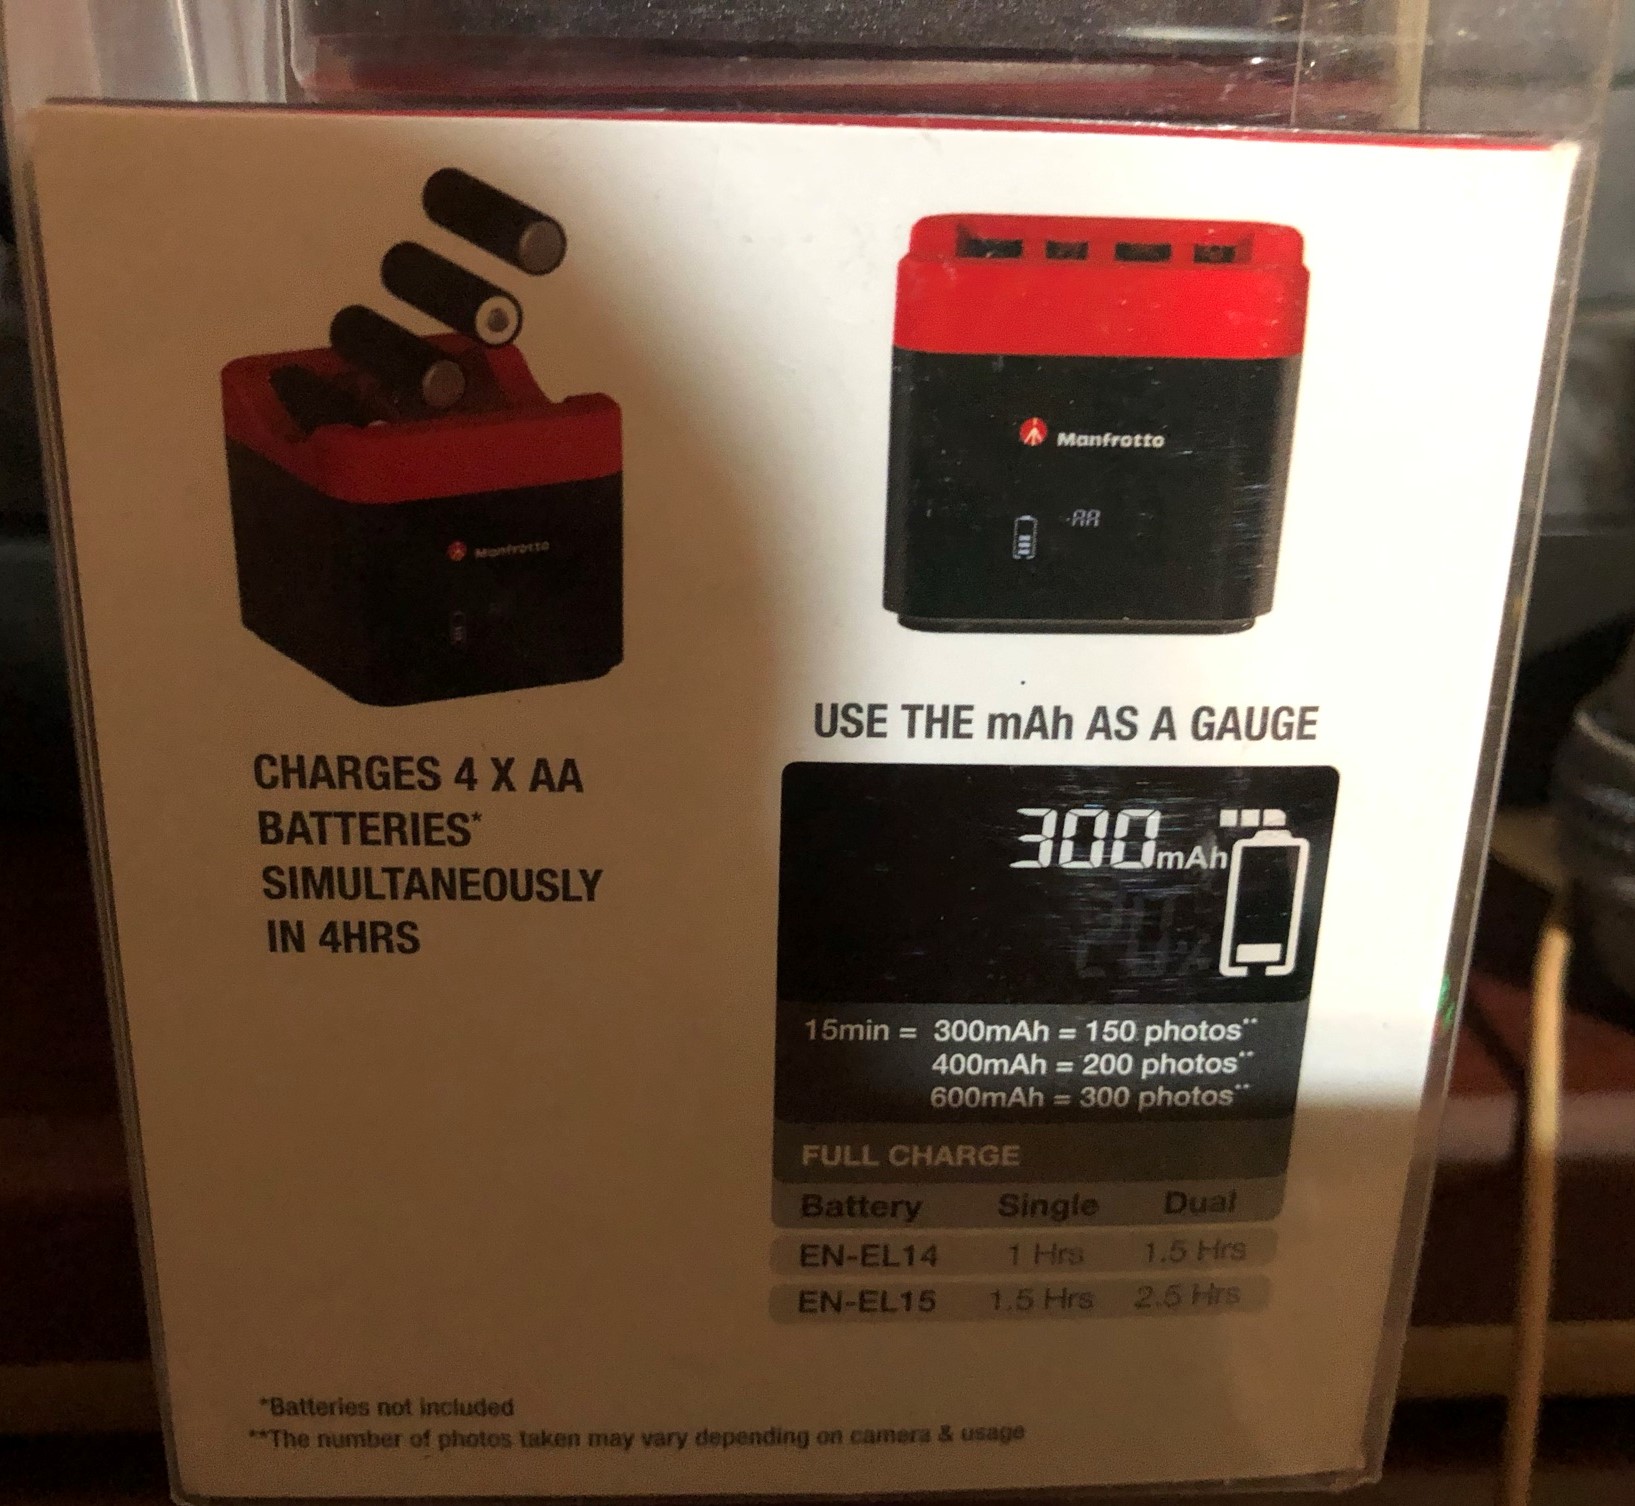 Manfrotto
CHARGES 4 X AA
BATTERIES*
SIMULTANEOUSLY
IN 4HRS
Manfrotto
AA
USE THE mAh AS A GAUGE
300mAh
15min = 300mAh = 150 photos**
400mAh = 200 photos**
600mAh = 300 photos**
FULL CHARGE
Battery Single Dual
EN-EL14 1 Hrs 1.5 Hrs
EN-EL15 1.5 Hrs 2.5 Hrs
*Batteries not included
**The number of photos taken may vary depending on camera & usage